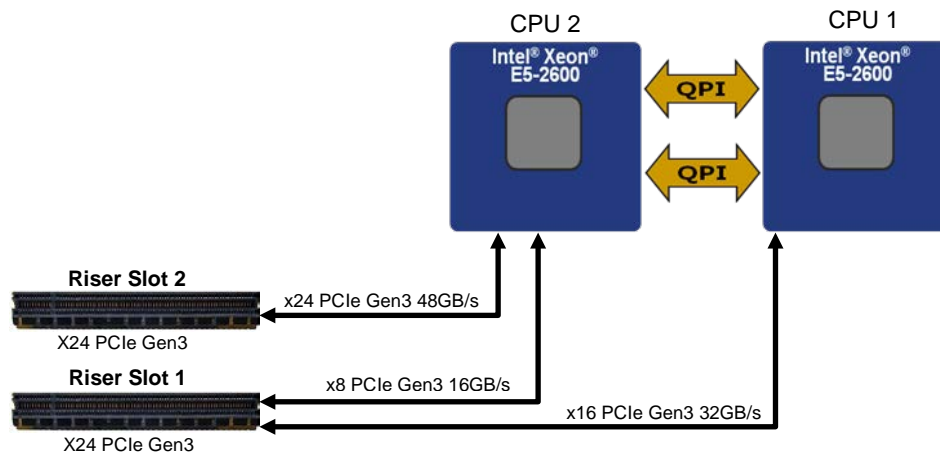 CPU 2
CPU 1
Intel® Xeon®
E5-2600
Intel® Xeon®
E5-2600
QPI
QPI
Riser Slot 2
x24 PCIe Gen3 48GB/s
X24 PCIe Gen3
Riser Slot 1
x8 PCIe Gen3 16GB/s
x16 PCIe Gen3 32GB/s
X24 PCIe Gen3